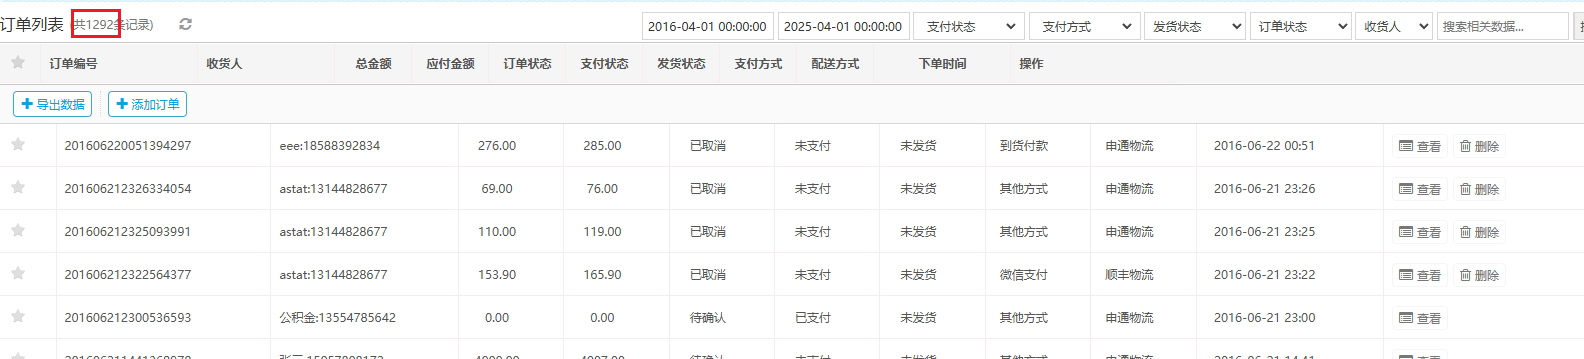 订单列表 (共1292条记录) 2016-04-01 00:00:00 2025-04-01 00:00:00 支付状态 支付方式 发货状态 订单状态 收货人 搜索相关数据...
订单编号 收货人 总金额 应付金额 订单状态 支付状态 发货状态 支付方式 配送方式 下单时间 操作
导出数据 添加订单
201606220051394297 eee:18588392834 276.00 285.00 已取消 未支付 未发货 到货付款 申通物流 2016-06-22 00:51 查看 删除
201606212326334054 astat:13144828677 69.00 76.00 已取消 未支付 未发货 其他方式 申通物流 2016-06-21 23:26 查看 删除
201606212325093991 astat:13144828677 110.00 119.00 已取消 未支付 未发货 其他方式 申通物流 2016-06-21 23:25 查看 删除
201606212322564377 astat:13144828677 153.90 165.90 已取消 未支付 未发货 微信支付 顺丰物流 2016-06-21 23:22 查看 删除
201606212300536593 公积金:13554785642 0.00 0.00 待确认 已支付 未发货 其他方式 申通物流 2016-06-21 23:00 查看